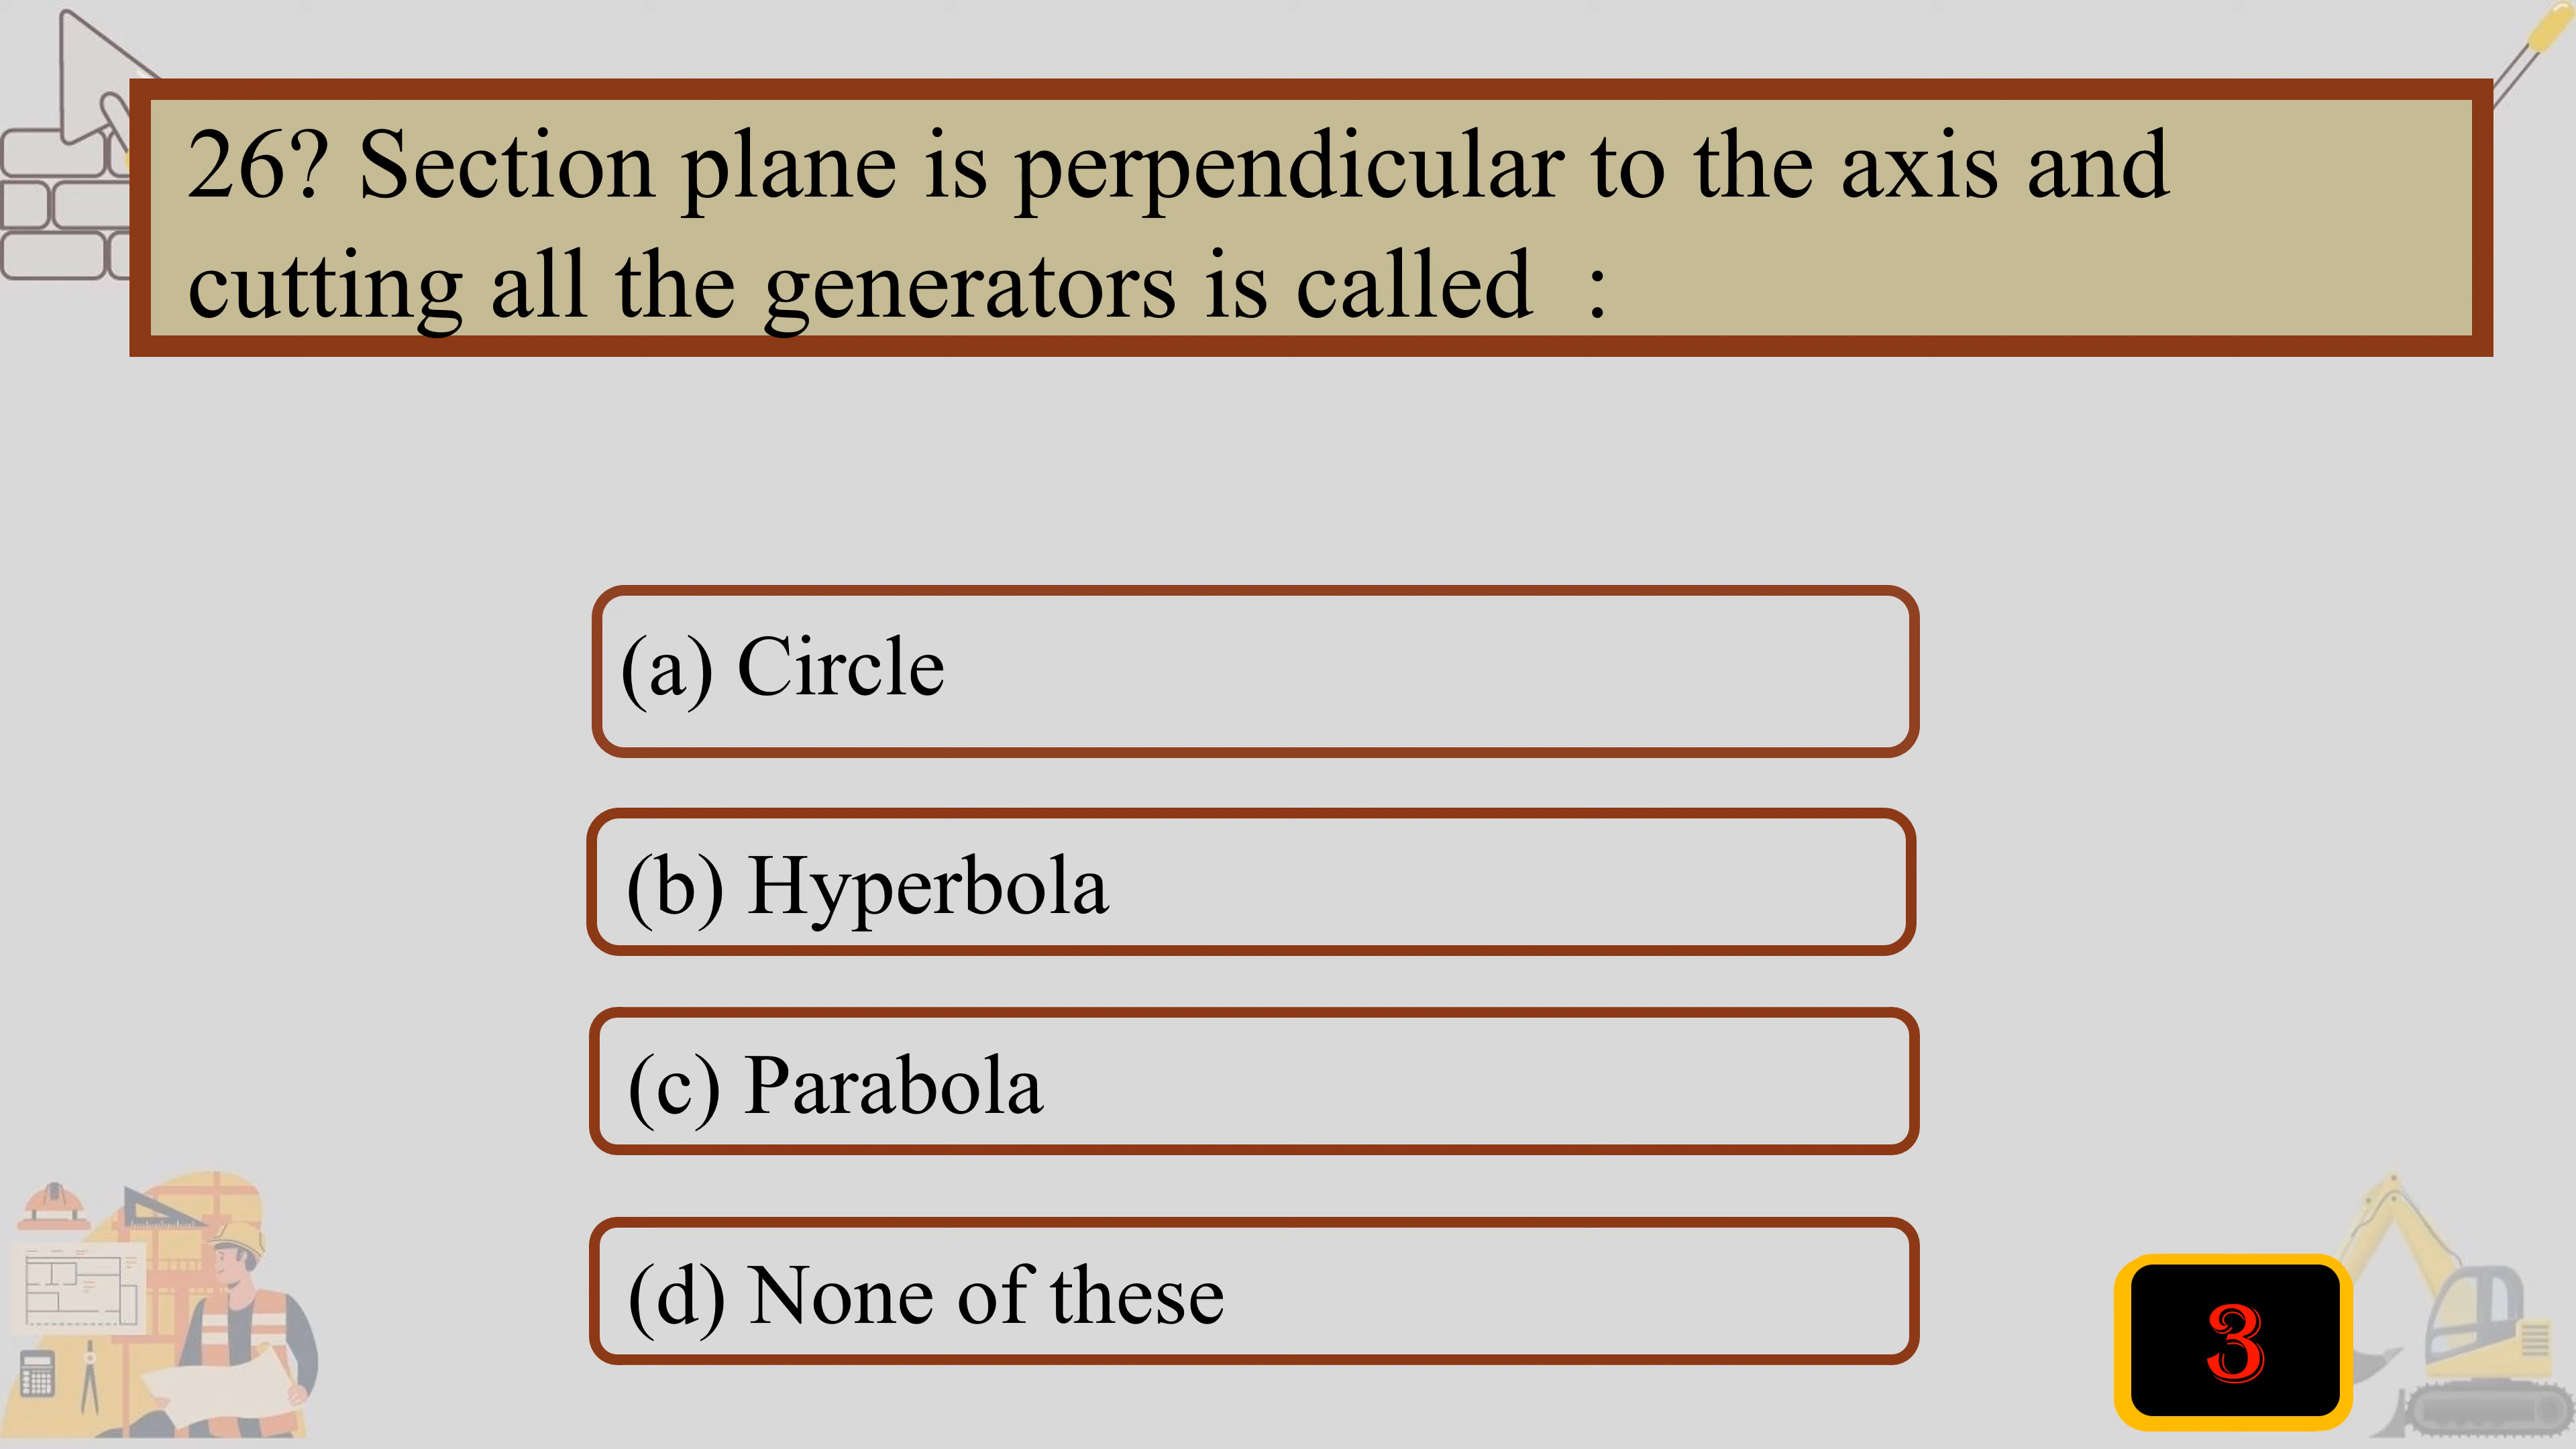 26? Section plane is perpendicular to the axis and
cutting all the generators is called  :
(a) Circle
(b) Hyperbola
(c) Parabola
(d) None of these
3